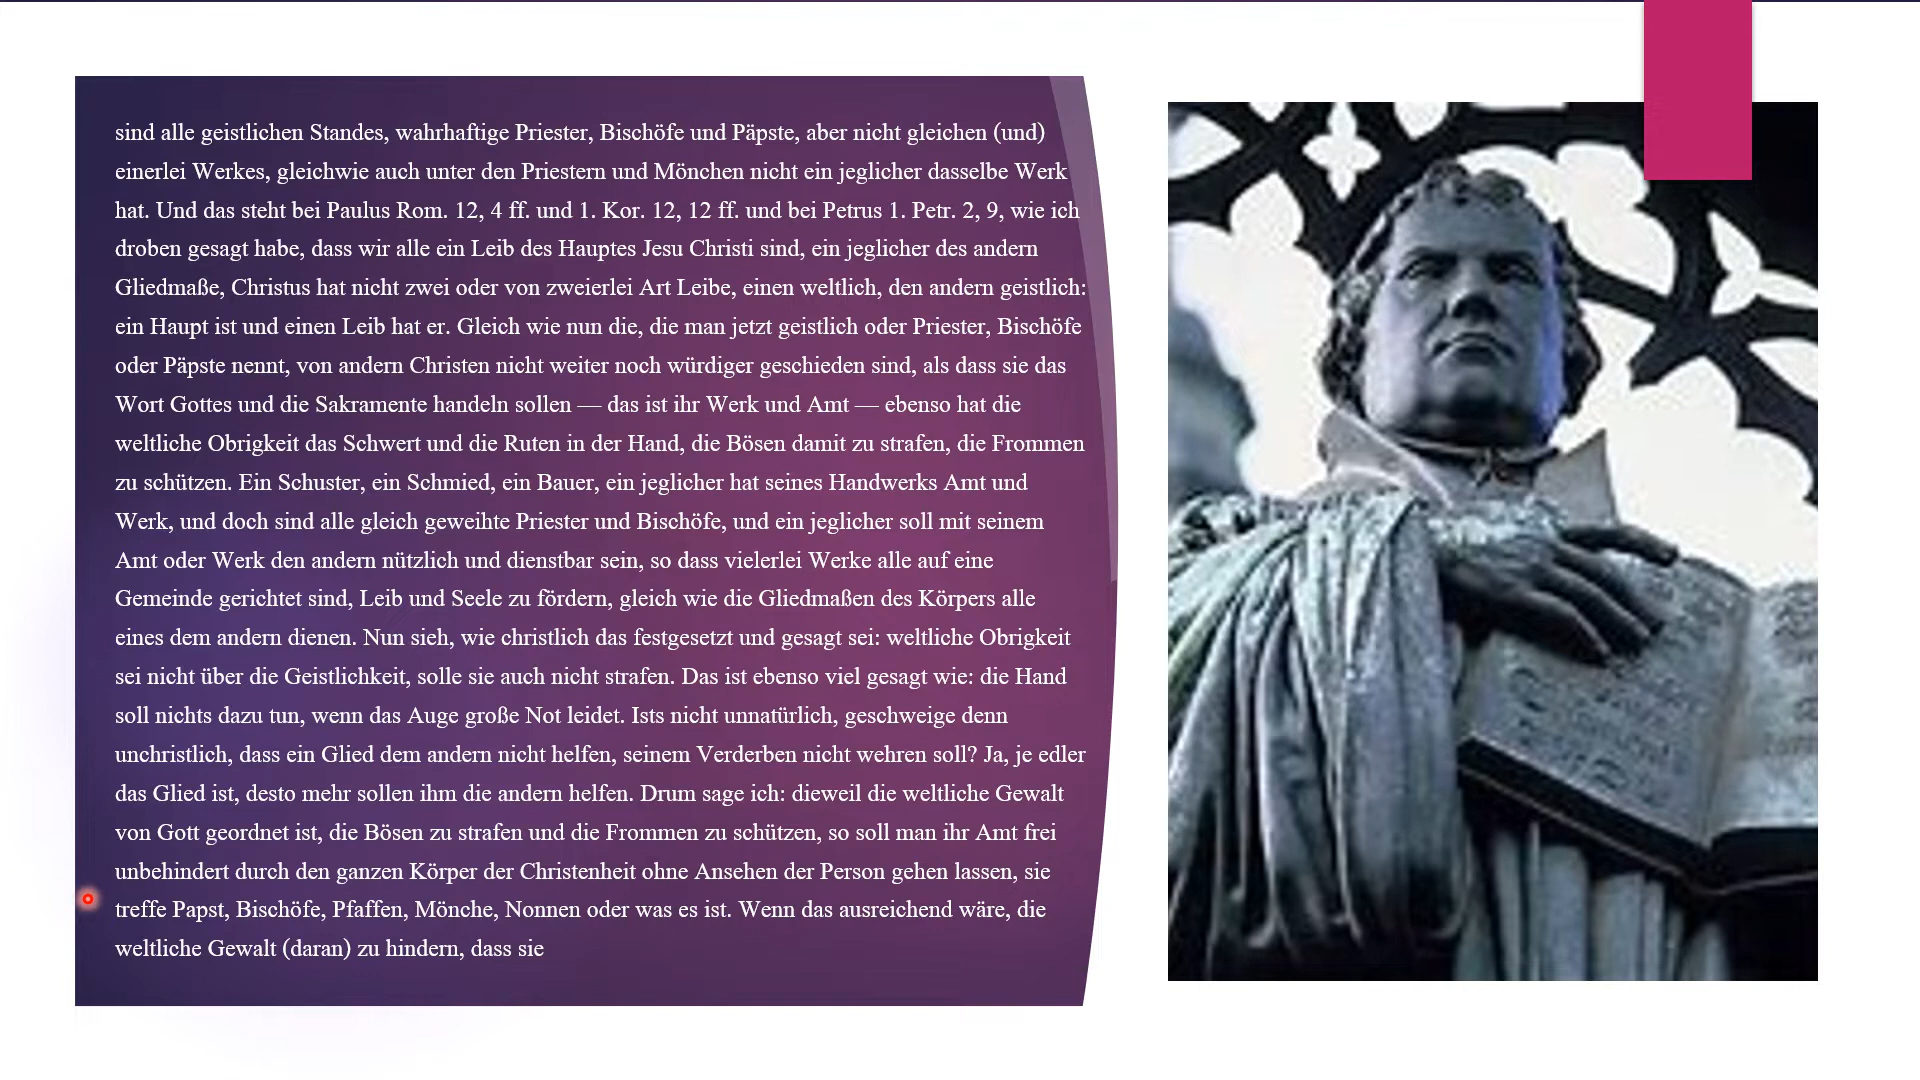 sind alle geistlichen Standes, wahrhaftige Priester, Bischöfe und Päpste, aber nicht gleichen (und)
einerlei Werkes, gleichwie auch unter den Priestern und Mönchen nicht ein jeglicher dasselbe Werk
hat. Und das steht bei Paulus Rom. 12, 4 ff. und 1. Kor. 12, 12 ff. und bei Petrus 1. Petr. 2, 9, wie ich
droben gesagt habe, dass wir alle ein Leib des Hauptes Jesu Christi sind, ein jeglicher des andern
Gliedmaße, Christus hat nicht zwei oder von zweierlei Art Leibe, einen weltlich, den andern geistlich:
ein Haupt ist und einen Leib hat er. Gleich wie nun die, die man jetzt geistlich oder Priester, Bischöfe
oder Päpste nennt, von andern Christen nicht weiter noch würdiger geschieden sind, als dass sie das
Wort Gottes und die Sakramente handeln sollen — das ist ihr Werk und Amt — ebenso hat die
weltliche Obrigkeit das Schwert und die Ruten in der Hand, die Bösen damit zu strafen, die Frommen
zu schützen. Ein Schuster, ein Schmied, ein Bauer, ein jeglicher hat seines Handwerks Amt und
Werk, und doch sind alle gleich geweihte Priester und Bischöfe, und ein jeglicher soll mit seinem
Amt oder Werk den andern nützlich und dienstbar sein, so dass vielerlei Werke alle auf eine
Gemeinde gerichtet sind, Leib und Seele zu fördern, gleich wie die Gliedmaßen des Körpers alle
eines dem andern dienen. Nun sieh, wie christlich das festgesetzt und gesagt sei: weltliche Obrigkeit
sei nicht über die Geistlichkeit, solle sie auch nicht strafen. Das ist ebenso viel gesagt wie: die Hand
soll nichts dazu tun, wenn das Auge große Not leidet. Ists nicht unnatürlich, geschweige denn
unchristlich, dass ein Glied dem andern nicht helfen, seinem Verderben nicht wehren soll? Ja, je edler
das Glied ist, desto mehr sollen ihm die andern helfen. Drum sage ich: dieweil die weltliche Gewalt
von Gott geordnet ist, die Bösen zu strafen und die Frommen zu schützen, so soll man ihr Amt frei
unbehindert durch den ganzen Körper der Christenheit ohne Ansehen der Person gehen lassen, sie
treffe Papst, Bischöfe, Pfaffen, Mönche, Nonnen oder was es ist. Wenn das ausreichend wäre, die
weltliche Gewalt (daran) zu hindern, dass sie